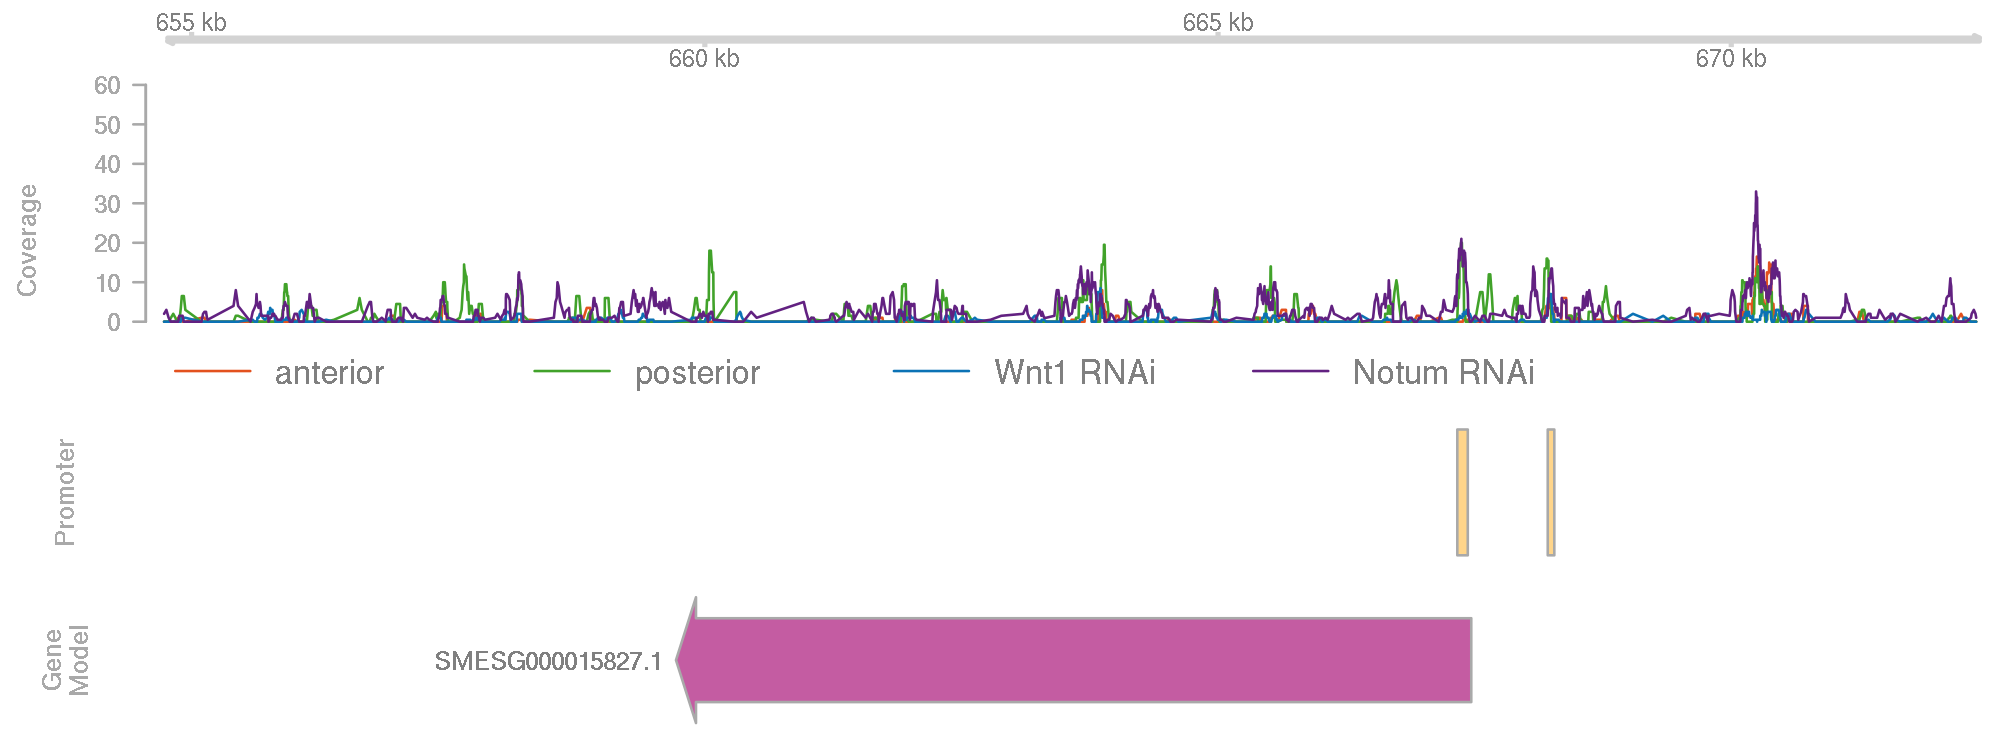 655 kb
665 kb
660 kb
670 kb
60
50
40
30
20
10
0
Coverage
anterior
posterior
Wnt1 RNAi
Notum RNAi
Promoter
Gene
Model
SMESG000015827.1